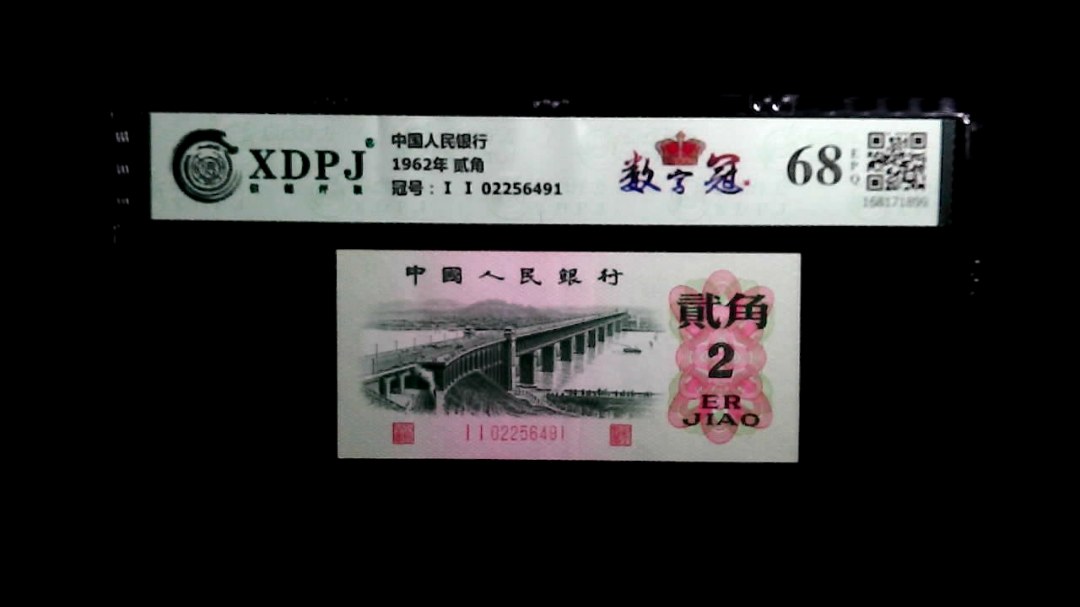 XDPJ
中国人民银行
1962年 贰角
冠号：Ⅰ Ⅰ 02256491
数字冠
68
EPQ
168171899
中國人民銀行
貳角
2
ER
JIAO
ⅠⅠ02256491